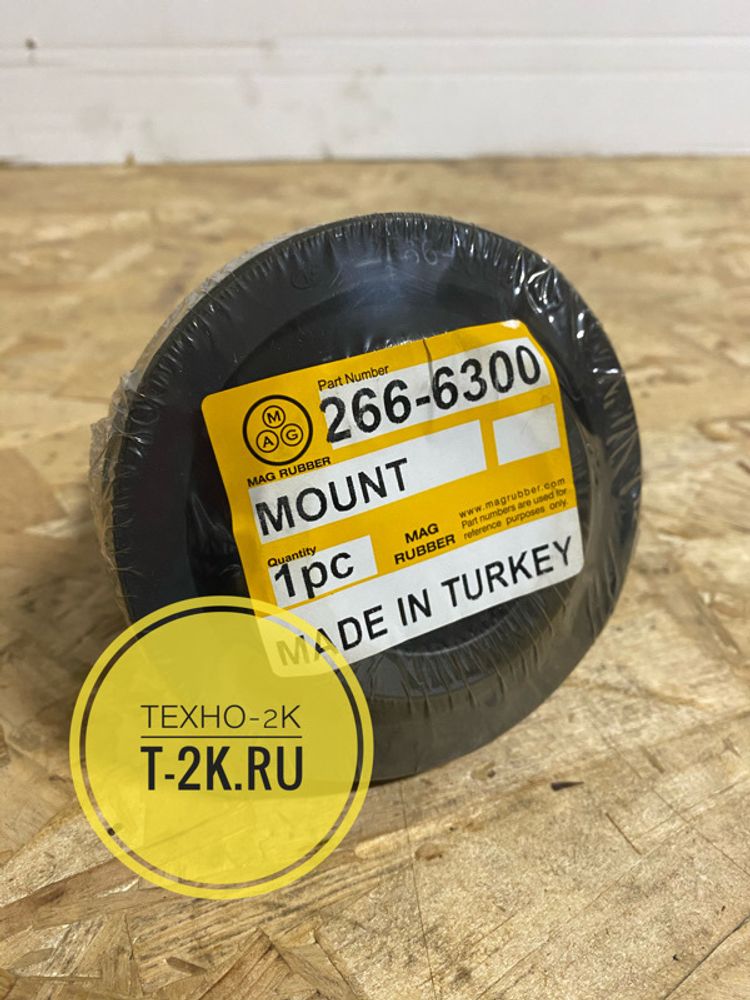 Part Number
266-6300
M
A G
MAG RUBBER
MOUNT
www.magrubber.com
Part numbers are used for
reference purposes only.
Quantity
1pc
MAG
RUBBER
MADE IN TURKEY
ТЕХНО-2К
T-2K.RU